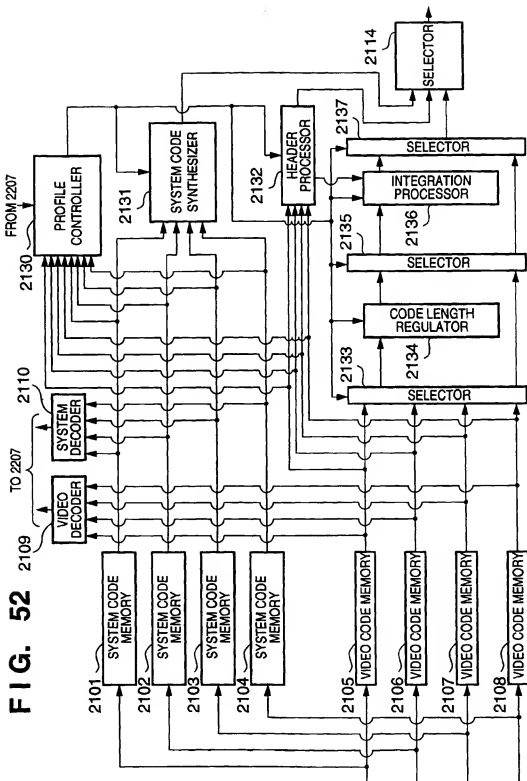 FIG. 52
FROM 2207
2130
PROFILE
CONTROLLER
2131
SYSTEM CODE
SYNTHESIZER
2132
HEADER
PROCESSOR
2114
SELECTOR
2137
SELECTOR
INTEGRATION
PROCESSOR
2136
2135
SELECTOR
CODE LENGTH
REGULATOR
2134
2133
SELECTOR
TO 2207
2110
SYSTEM
DECODER
2109
VIDEO
DECODER
2101
SYSTEM CODE
MEMORY
2102
SYSTEM CODE
MEMORY
2103
SYSTEM CODE
MEMORY
2104
SYSTEM CODE
MEMORY
2105
VIDEO CODE MEMORY
2106
VIDEO CODE MEMORY
2107
VIDEO CODE MEMORY
2108
VIDEO CODE MEMORY